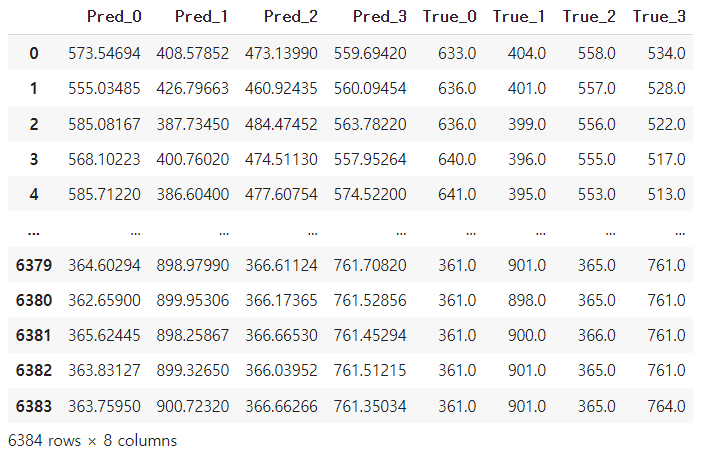 Pred_0 Pred_1 Pred_2 Pred_3 True_0 True_1 True_2 True_3
0 573.54694 408.57852 473.13990 559.69420 633.0 404.0 558.0 534.0
1 555.03485 426.79663 460.92435 560.09454 636.0 401.0 557.0 528.0
2 585.08167 387.73450 484.47452 563.78220 636.0 399.0 556.0 522.0
3 568.10223 400.76020 474.51130 557.95264 640.0 396.0 555.0 517.0
4 585.71220 386.60400 477.60754 574.52200 641.0 395.0 553.0 513.0
... ... ... ... ... ... ... ... ...
6379 364.60294 898.97990 366.61124 761.70820 361.0 901.0 365.0 761.0
6380 362.65900 899.95306 366.17365 761.52856 361.0 898.0 365.0 761.0
6381 365.62445 898.25867 366.66530 761.45294 361.0 900.0 366.0 761.0
6382 363.83127 899.32650 366.03952 761.51215 361.0 901.0 365.0 761.0
6383 363.75950 900.72320 366.66266 761.35034 361.0 901.0 365.0 764.0
6384 rows × 8 columns